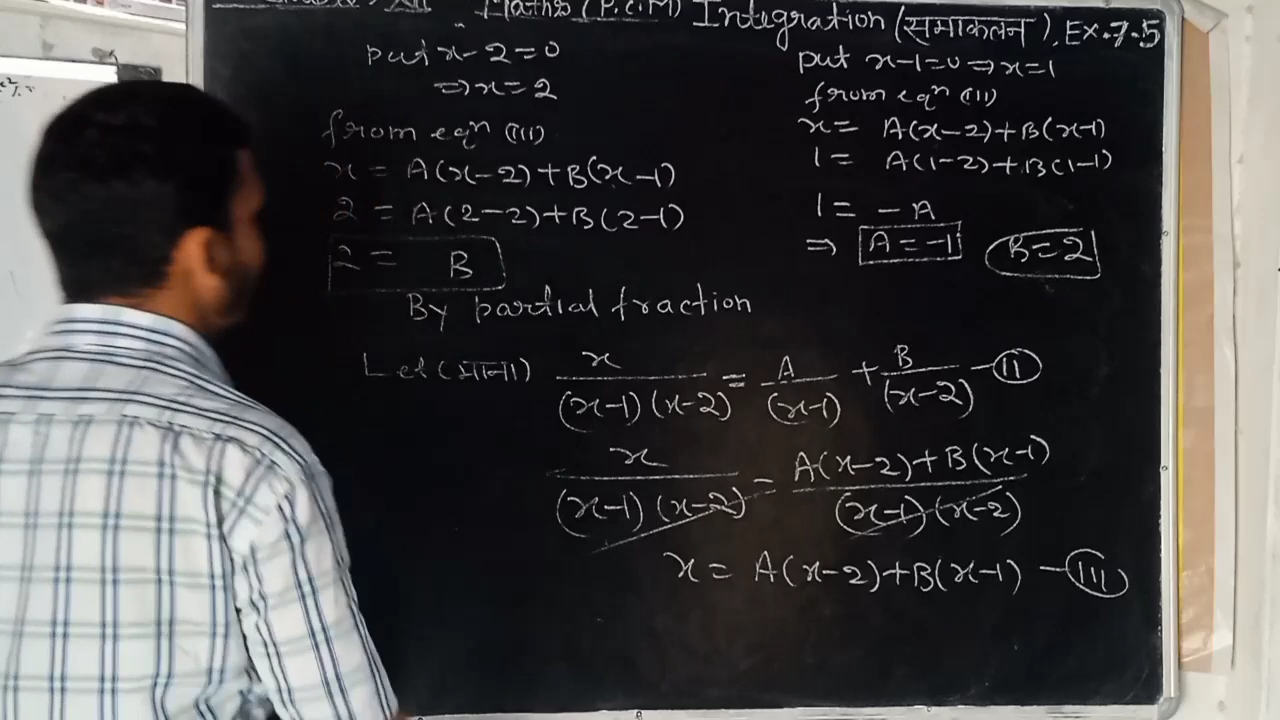 Maths (P.C.M) Integration (समाकलन), Ex.7.5
put x-2=0
⇒x=2
from eqⁿ (III)
x = A(x-2)+B(x-1)
2 = A(2-2)+B(2-1)
2 = B
put x-1=0 ⇒x=1
from eqⁿ (III)
x = A(x-2)+B(x-1)
1 = A(1-2)+B(1-1)
1 = -A
⇒ A=-1 B=2
By partial fraction
Let (माना) x/((x-1)(x-2)) = A/(x-1) + B/(x-2) - II
x/((x-1)(x-2)) = (A(x-2)+B(x-1))/((x-1)(x-2))
x = A(x-2)+B(x-1) - III